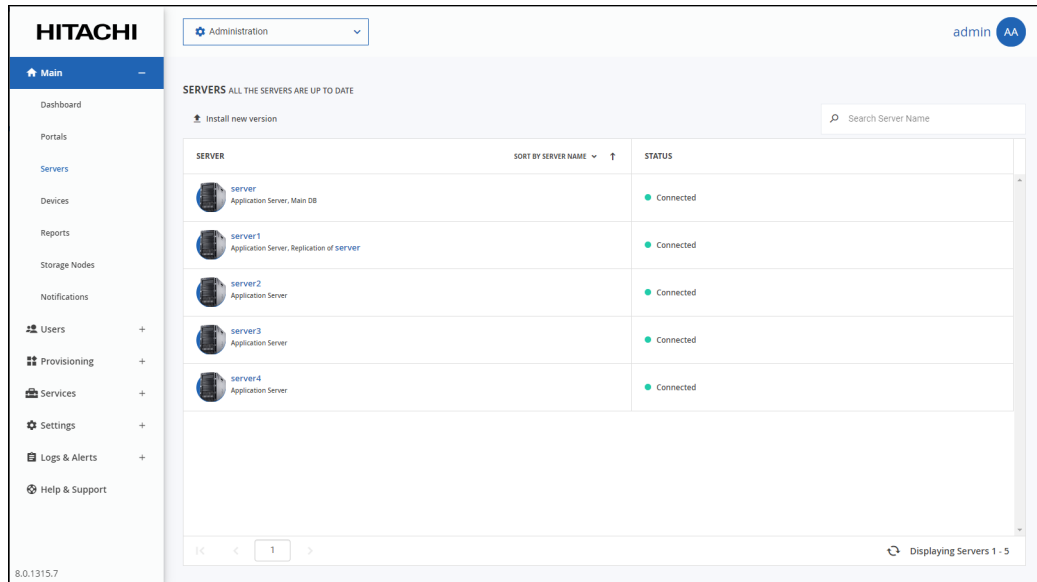 HITACHI
Administration
admin AA
Main
Dashboard
Portals
Servers
Devices
Reports
Storage Nodes
Notifications
Users
Provisioning
Services
Settings
Logs & Alerts
Help & Support
8.0.1315.7
SERVERS ALL THE SERVERS ARE UP TO DATE
Install new version
Search Server Name
SERVER SORT BY SERVER NAME STATUS
server
Application Server, Main DB
Connected
server1
Application Server, Replication of server
Connected
server2
Application Server
Connected
server3
Application Server
Connected
server4
Application Server
Connected
1
Displaying Servers 1 - 5